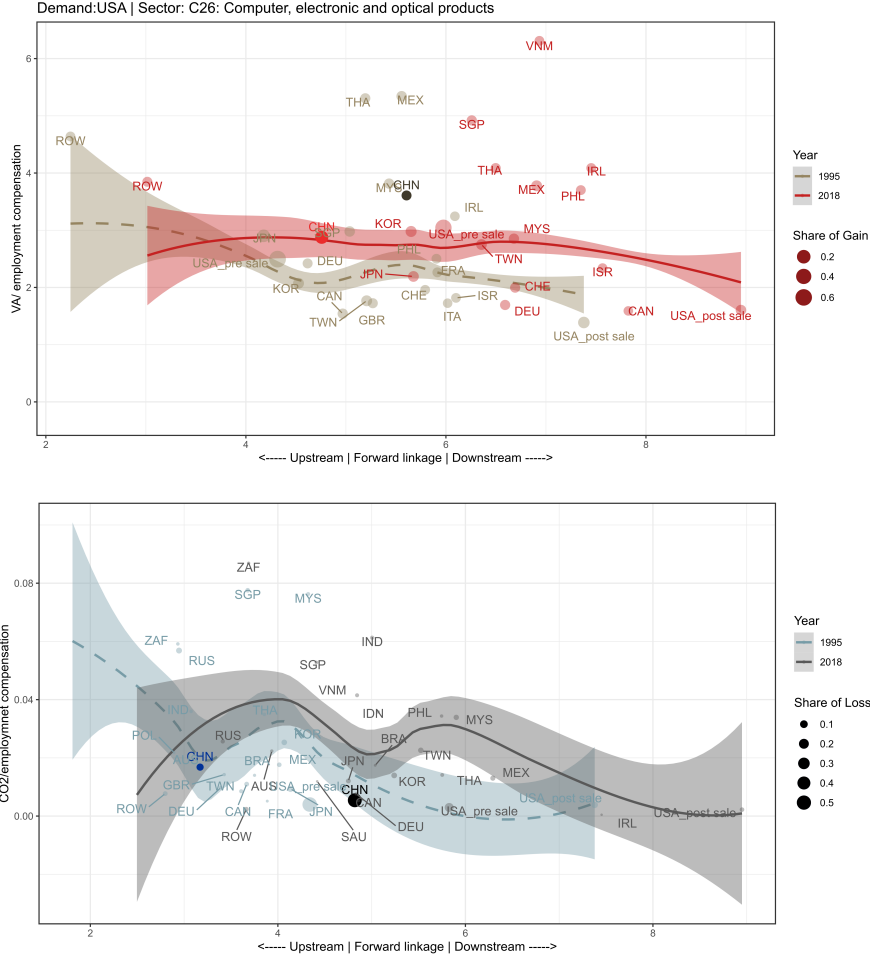 Demand:USA | Sector: C26: Computer, electronic and optical products
VA/ employment compensation
6
4
2
0
VNM
THA
MEX
SGP
ROW
THA
IRL
ROW
MYS
CHN
MEX
PHL
IRL
CHN
SGP
KOR
USA_pre sale
MYS
JPN
PHL
TWN
USA_pre sale
DEU
JPN
FRA
ISR
KOR
CHE
CAN
CHE
ISR
TWN
GBR
ITA
DEU
CAN
USA_post sale
USA_post sale
2
4
6
8
<----- Upstream | Forward linkage | Downstream ----->
Year
1995
2018
Share of Gain
0.2
0.4
0.6
CO2/employmnet compensation
0.08
0.04
0.00
ZAF
SGP
MYS
ZAF
IND
RUS
SGP
VNM
IND
THA
IDN
PHL
MYS
POL
RUS
KOR
BRA
CHN
BRA
MEX
JPN
TWN
GBR
TWN
AUS
USA_pre sale
CHN
KOR
THA
MEX
ROW
DEU
CAN
FRA
JPN
CAN
USA_pre sale
USA_post sale
USA_post sale
ROW
SAU
DEU
IRL
2
4
6
8
<----- Upstream | Forward linkage | Downstream ----->
Year
1995
2018
Share of Loss
0.1
0.2
0.3
0.4
0.5